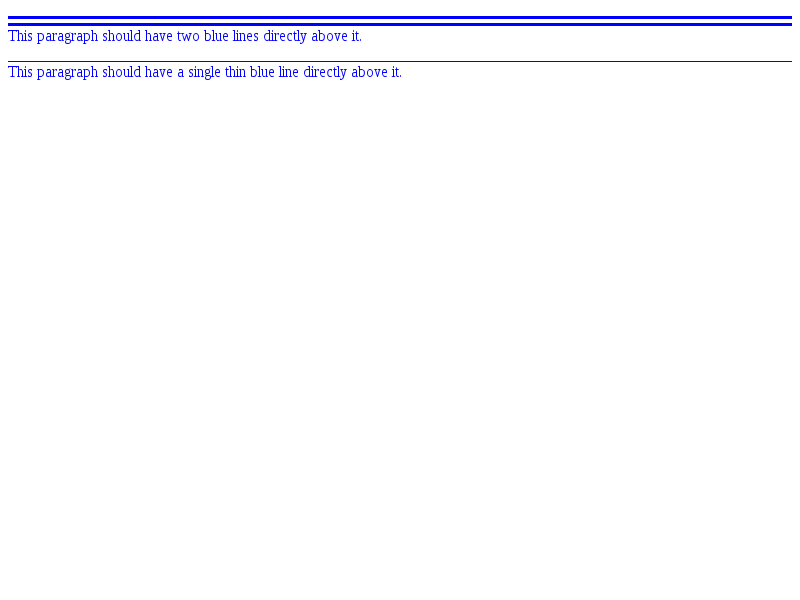 This paragraph should have two blue lines directly above it.
This paragraph should have a single thin blue line directly above it.